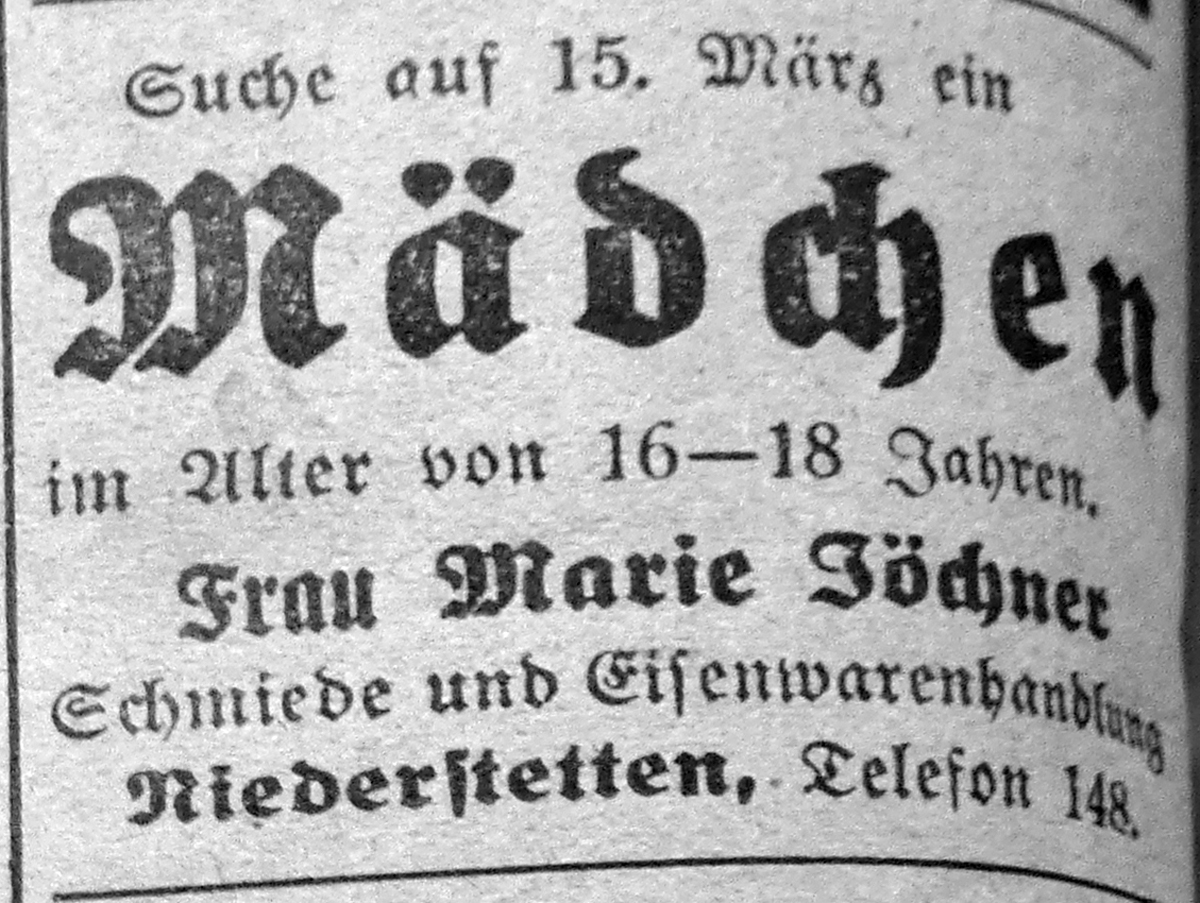 Suche auf 15. März ein
Mädchen
im Alter von 16—18 Jahren.
Frau Marie Jöchner
Schmiede und Eisenwarenhandlung
Niederstetten, Telefon 148.